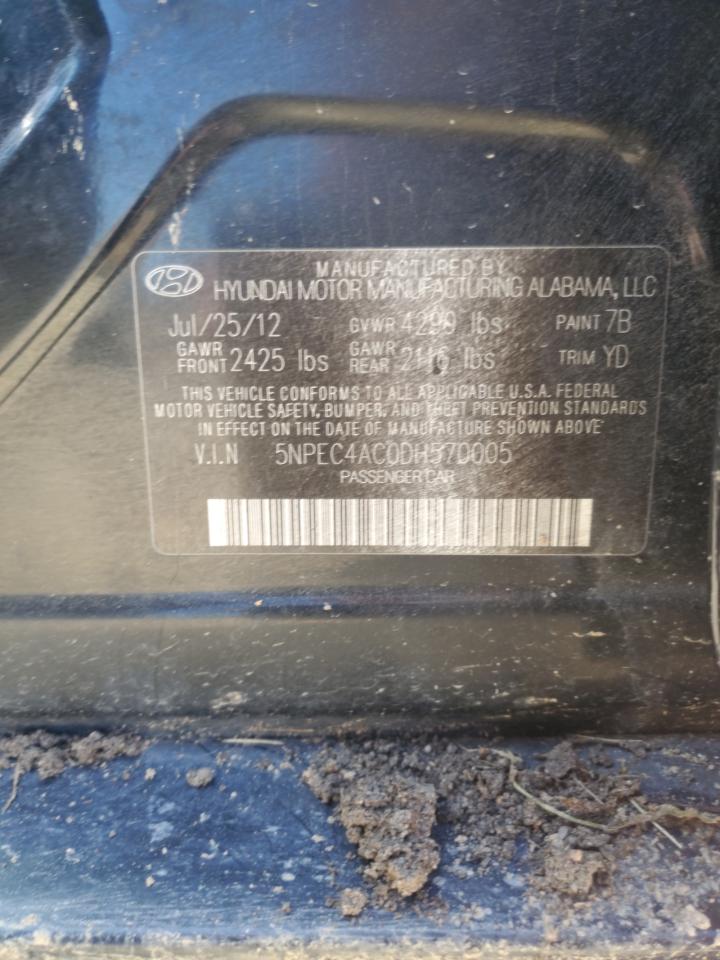 MANUFACTURED BY
HYUNDAI MOTOR MANUFACTURING ALABAMA, LLC
Jul/25/12 GVWR 4299 lbs PAINT 7B
GAWR FRONT 2425 lbs GAWR REAR 2116 lbs TRIM YD
THIS VEHICLE CONFORMS TO ALL APPLICABLE U.S.A. FEDERAL
MOTOR VEHICLE SAFETY, BUMPER, AND THEFT PREVENTION STANDARDS
IN EFFECT ON THE DATE OF MANUFACTURE SHOWN ABOVE
V.I.N 5NPEC4AC0DH570005
PASSENGER CAR